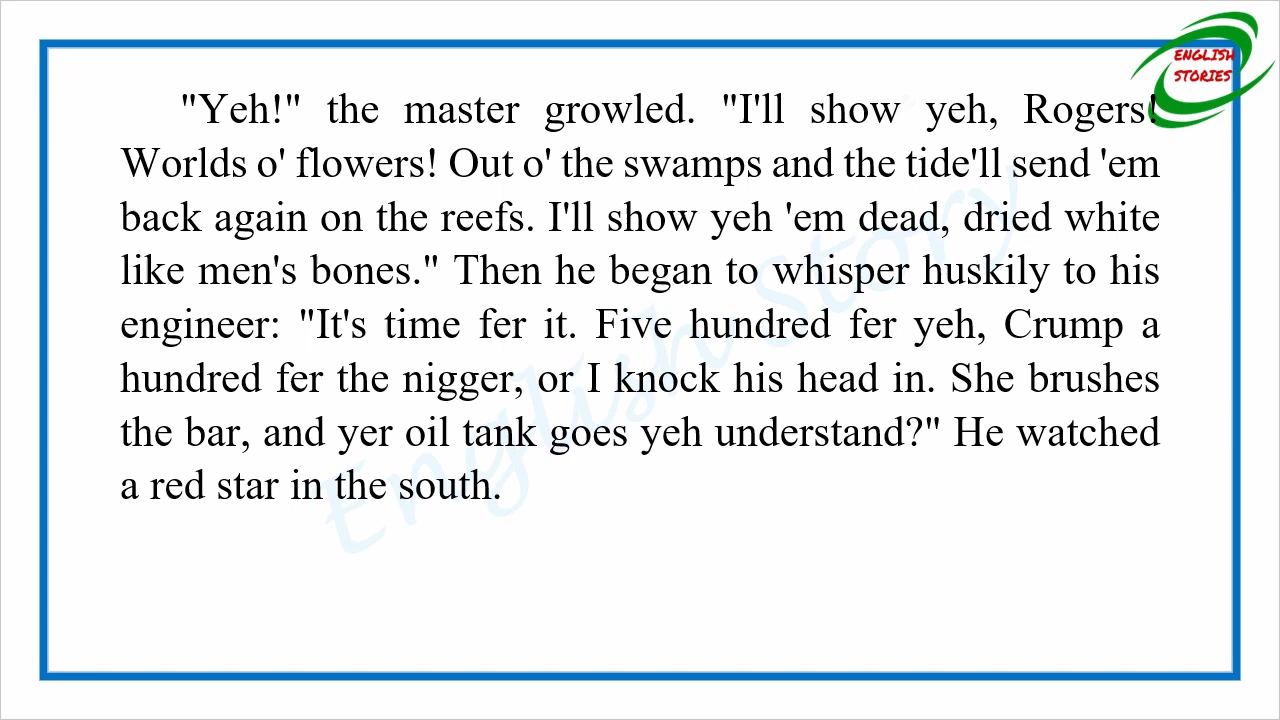 ENGLISH
STORIES
"Yeh!" the master growled. "I'll show yeh, Rogers!
Worlds o' flowers! Out o' the swamps and the tide'll send 'em
back again on the reefs. I'll show yeh 'em dead, dried white
like men's bones." Then he began to whisper huskily to his
engineer: "It's time fer it. Five hundred fer yeh, Crump a
hundred fer the nigger, or I knock his head in. She brushes
the bar, and yer oil tank goes yeh understand?" He watched
a red star in the south.
English Story